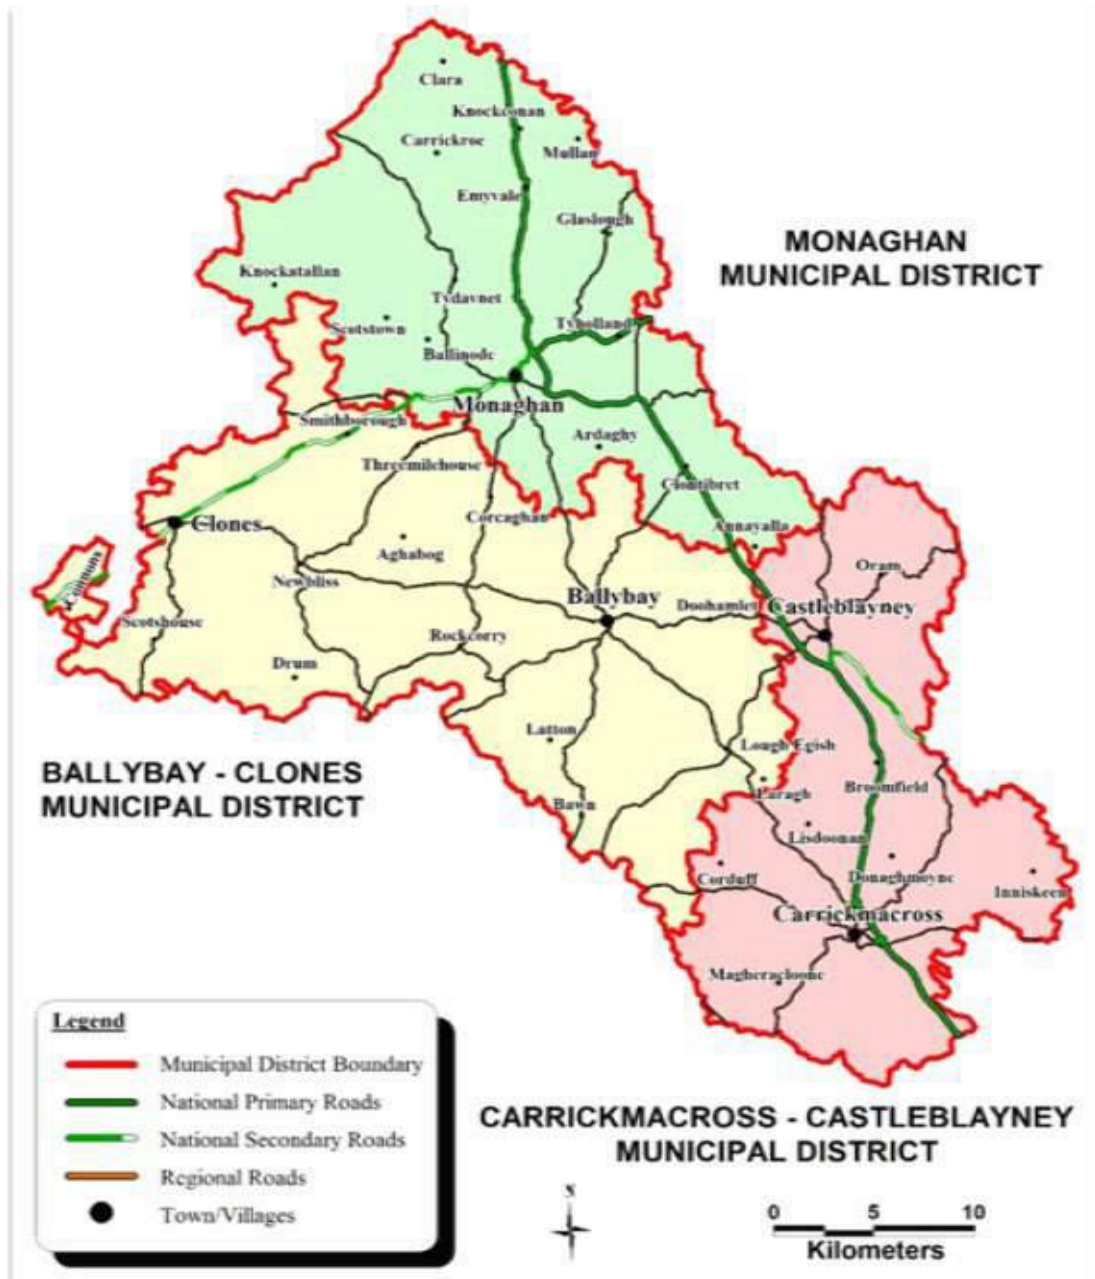 Clara
Knockconan
Carrickroe
Mullan
Emyvale
Glaslough
Knockatallan
Tydavnet
Scotstown
Tyholland
Ballinode
Monaghan
Smithborough
Ardaghy
Threemilehouse
Clontibret
Corcaghan
Annayalla
Clones
Aghabog
Oram
Commons
Newbliss
Ballybay
Doohamlet
Castleblayney
Scotshouse
Rockcorry
Drum
Latton
Lough Egish
Broomfield
Laragh
Bawn
Lisdoonan
Corduff
Donaghmoyne
Inniskeen
Carrickmacross
Magheracloone
MONAGHAN
MUNICIPAL DISTRICT
BALLYBAY - CLONES
MUNICIPAL DISTRICT
CARRICKMACROSS - CASTLEBLAYNEY
MUNICIPAL DISTRICT
Legend
Municipal District Boundary
National Primary Roads
National Secondary Roads
Regional Roads
Town/Villages
0 5 10
Kilometers